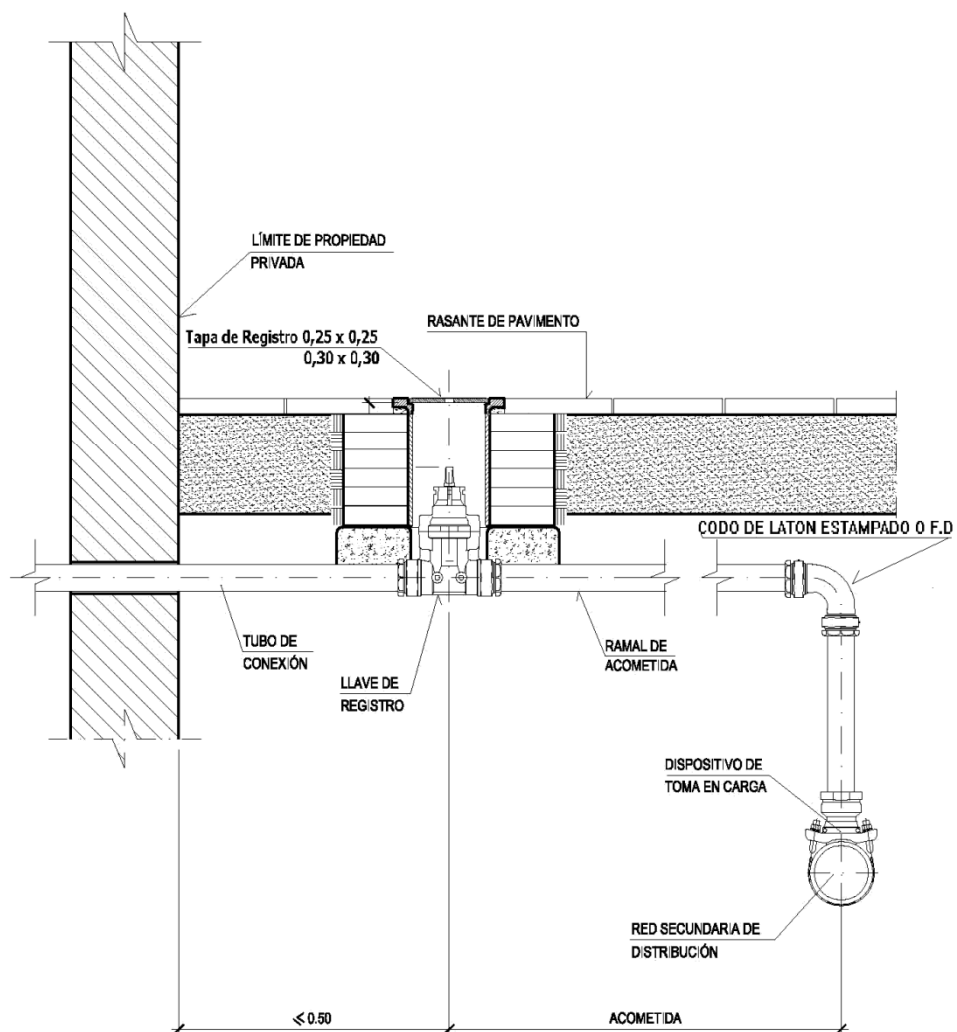 LÍMITE DE PROPIEDAD
PRIVADA
RASANTE DE PAVIMENTO
Tapa de Registro 0,25 x 0,25
0,30 x 0,30
CODO DE LATON ESTAMPADO O F.D
TUBO DE
CONEXIÓN
LLAVE DE
REGISTRO
RAMAL DE
ACOMETIDA
DISPOSITIVO DE
TOMA EN CARGA
RED SECUNDARIA DE
DISTRIBUCIÓN
≤ 0.50
ACOMETIDA